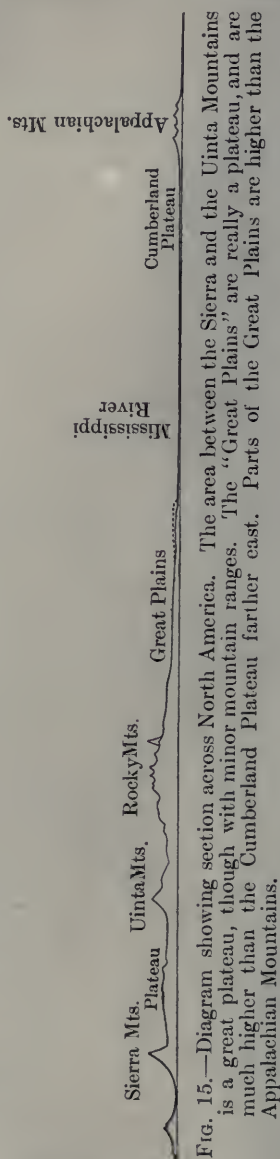 Sierra Mts.
Plateau
Uinta Mts.
Rocky Mts.
Great Plains
Mississippi
River
Cumberland
Plateau
Appalachian Mts.
FIG. 15.—Diagram showing section across North America. The area between the Sierra and the Uinta Mountains
is a great plateau, though with minor mountain ranges. The "Great Plains" are really a plateau, and are
much higher than the Cumberland Plateau farther east. Parts of the Great Plains are higher than the
Appalachian Mountains.